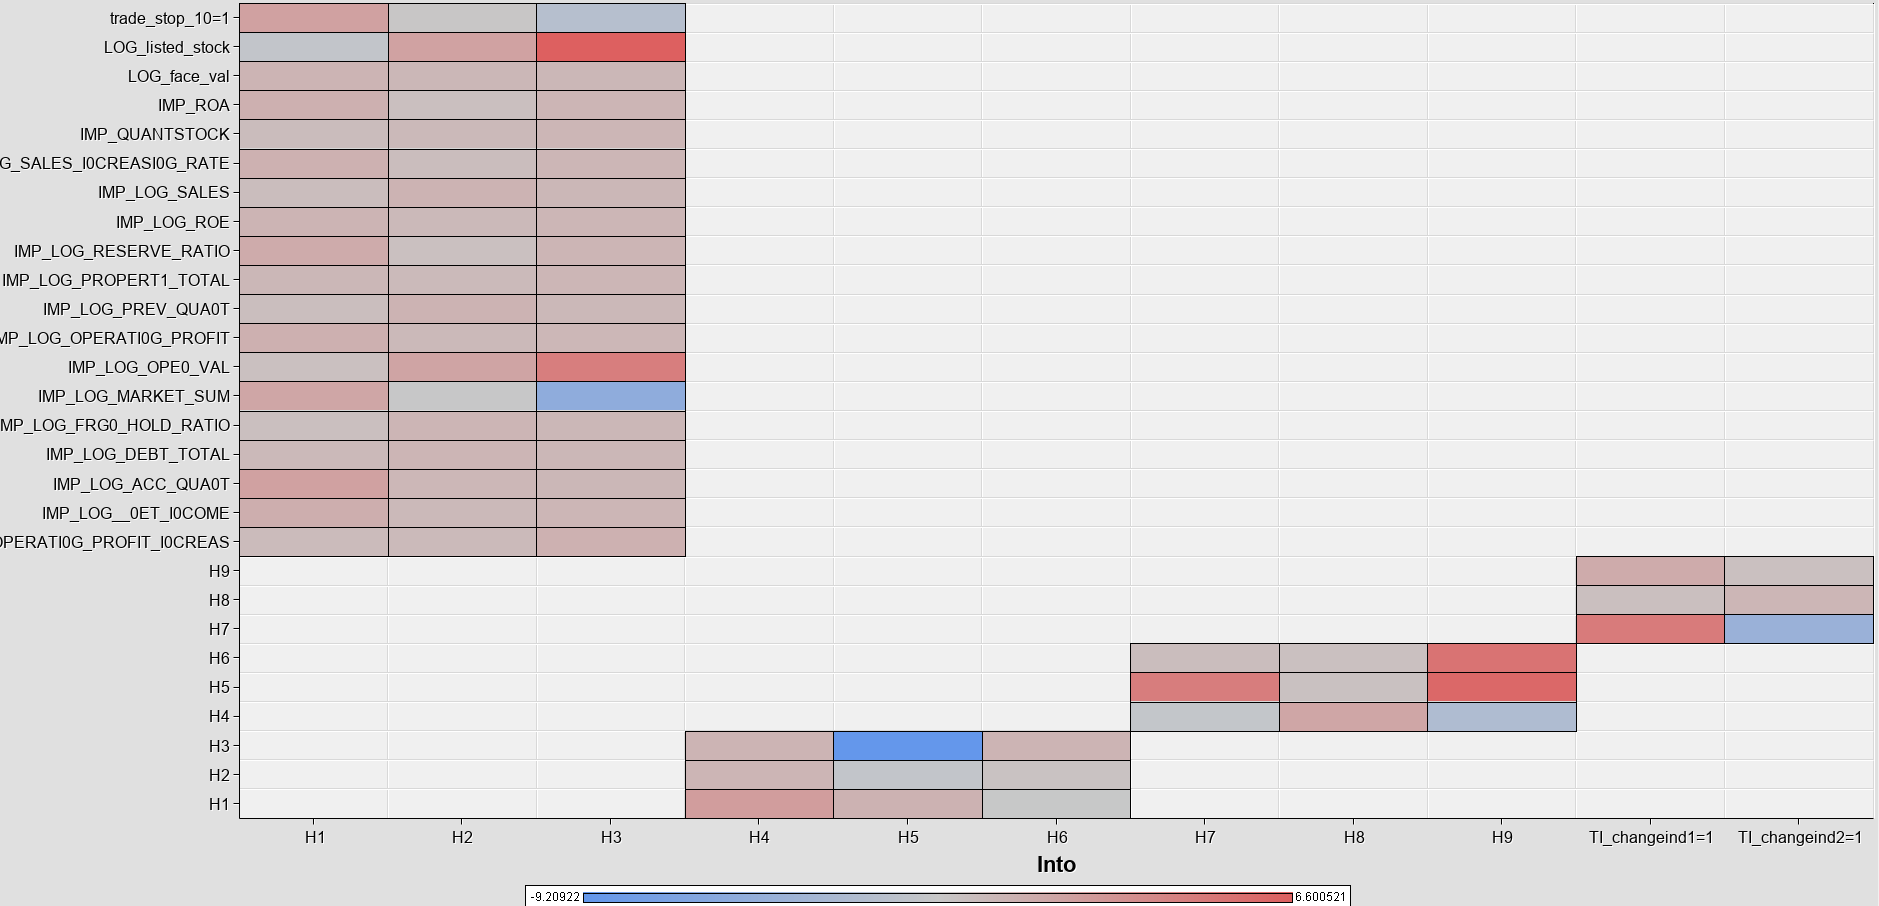 trade_stop_10=1
LOG_listed_stock
LOG_face_val
IMP_ROA
IMP_QUANTSTOCK
G_SALES_I0CREASI0G_RATE
IMP_LOG_SALES
IMP_LOG_ROE
IMP_LOG_RESERVE_RATIO
IMP_LOG_PROPERT1_TOTAL
IMP_LOG_PREV_QUA0T
MP_LOG_OPERATI0G_PROFIT
IMP_LOG_OPE0_VAL
IMP_LOG_MARKET_SUM
MP_LOG_FRG0_HOLD_RATIO
IMP_LOG_DEBT_TOTAL
IMP_LOG_ACC_QUA0T
IMP_LOG__0ET_I0COME
OPERATI0G_PROFIT_I0CREAS
H9
H8
H7
H6
H5
H4
H3
H2
H1
H1 H2 H3 H4 H5 H6 H7 H8 H9 TI_changeind1=1 TI_changeind2=1
Into
-9.20922 6.600521